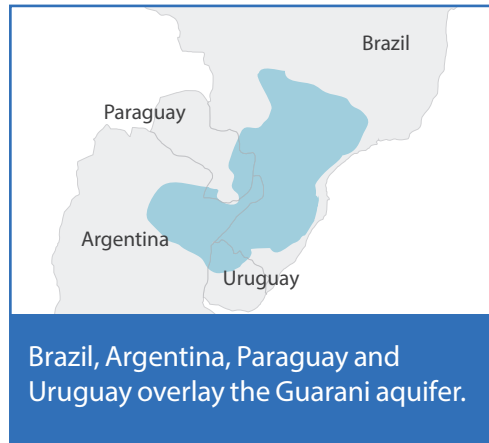 Brazil
Paraguay
Argentina
Uruguay
Brazil, Argentina, Paraguay and
Uruguay overlay the Guarani aquifer.